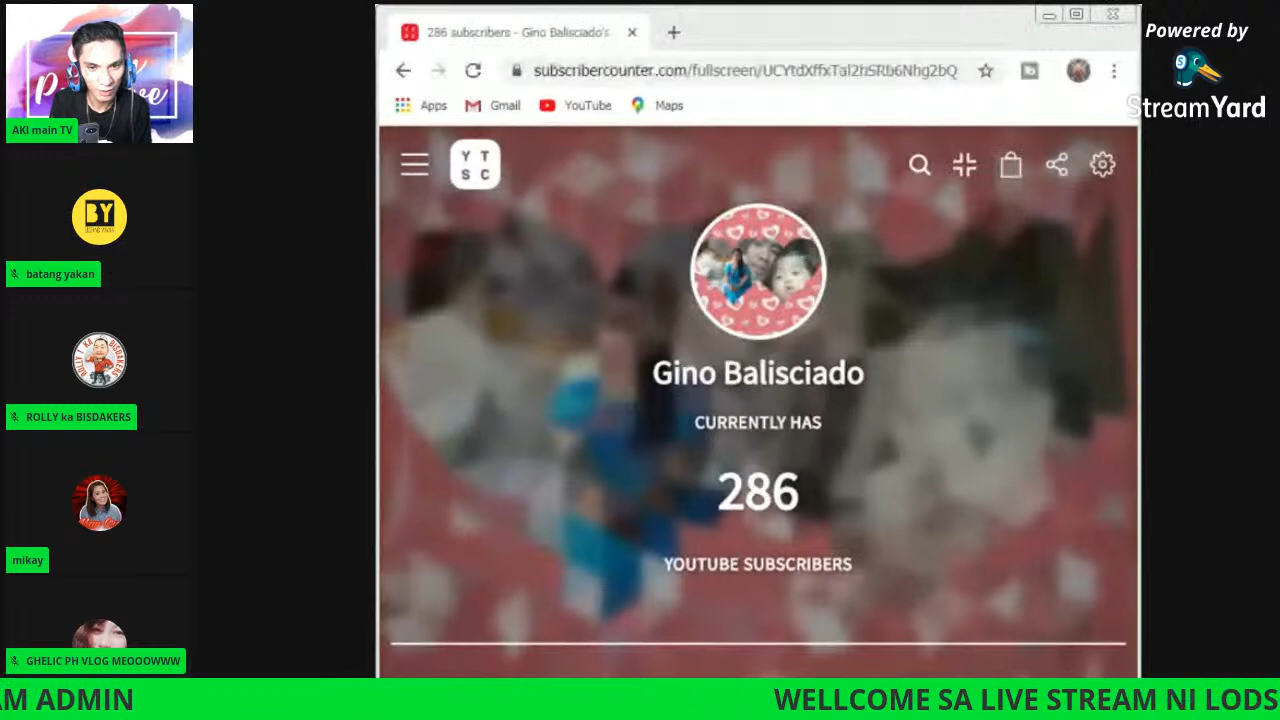 AKI main TV
BY
batang yakan
ROLLY ka BISDAKERS
mikay
GHELIC PH VLOG MEOOOWWW
286 subscribers - Gino Balisciado's
subscribercounter.com/fullscreen/
Apps Gmail YouTube Maps
Y T
S C
Gino Balisciado
CURRENTLY HAS
286
YOUTUBE SUBSCRIBERS
Powered by
StreamYard
AM ADMIN WELLCOME SA LIVE STREAM NI LODS